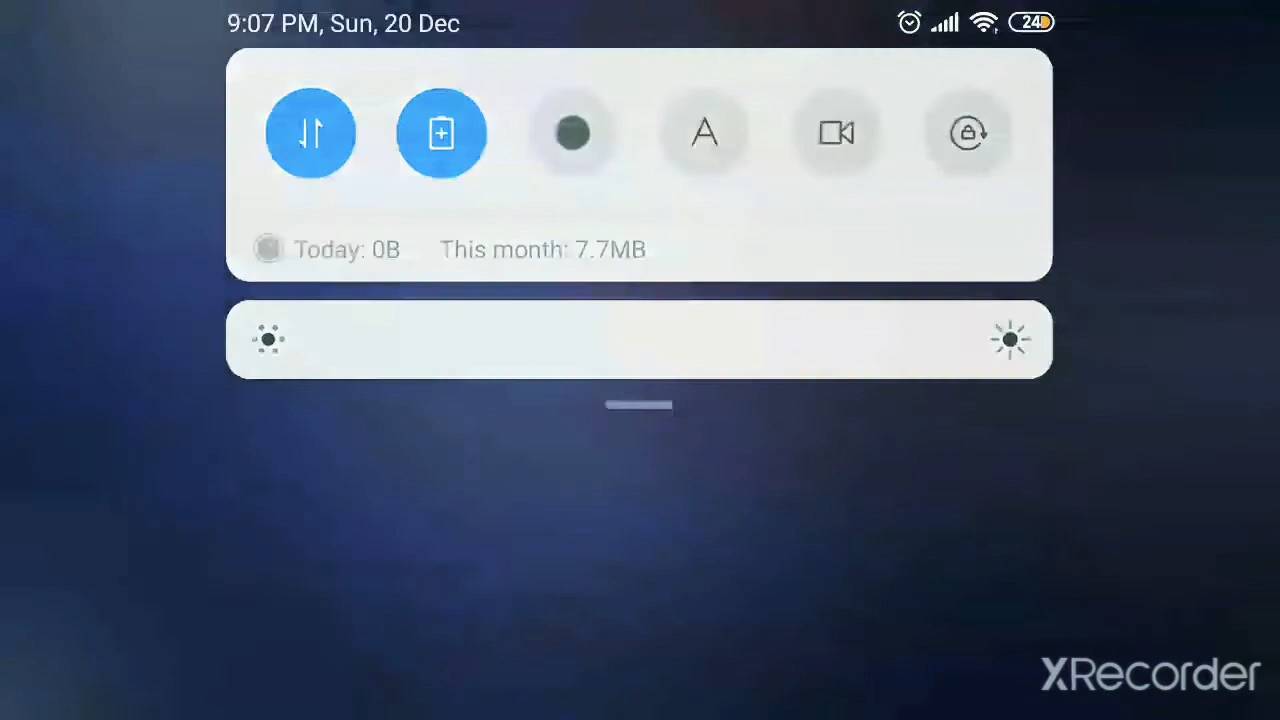 9:07 PM, Sun, 20 Dec
24
A
Today: 0B This month: 7.7MB
XRecorder